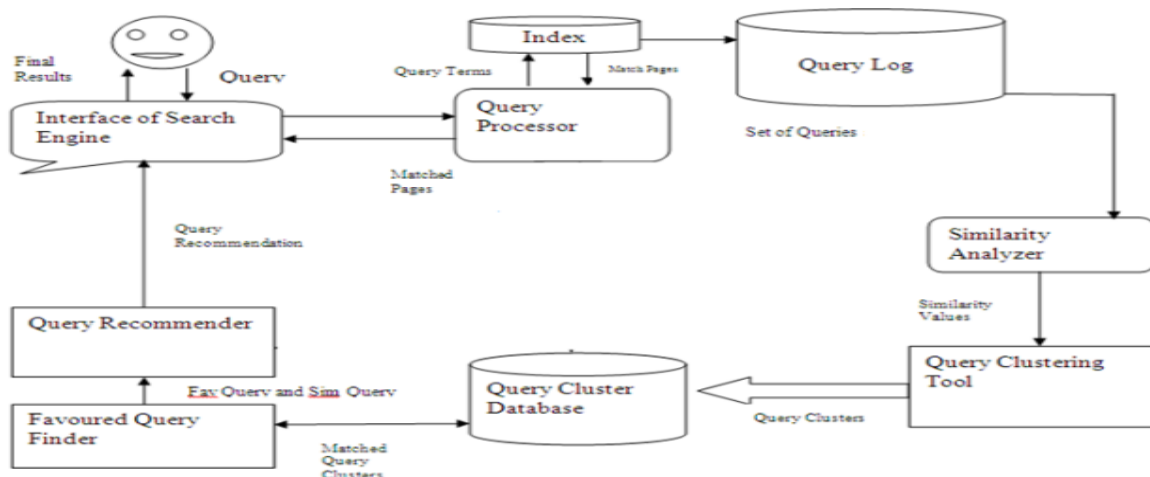 Index
Final
Results
Query
Query Terms
Match Pages
Query Log
Interface of Search
Engine
Query
Processor
Set of Queries
Matched
Pages
Query
Recommendation
Similarity
Analyzer
Similarity
Values
Query Recommender
Query Clustering
Tool
Fav Query and Sim Query
Query Cluster
Database
Query Clusters
Favoured Query
Finder
Matched
Query
Clusters